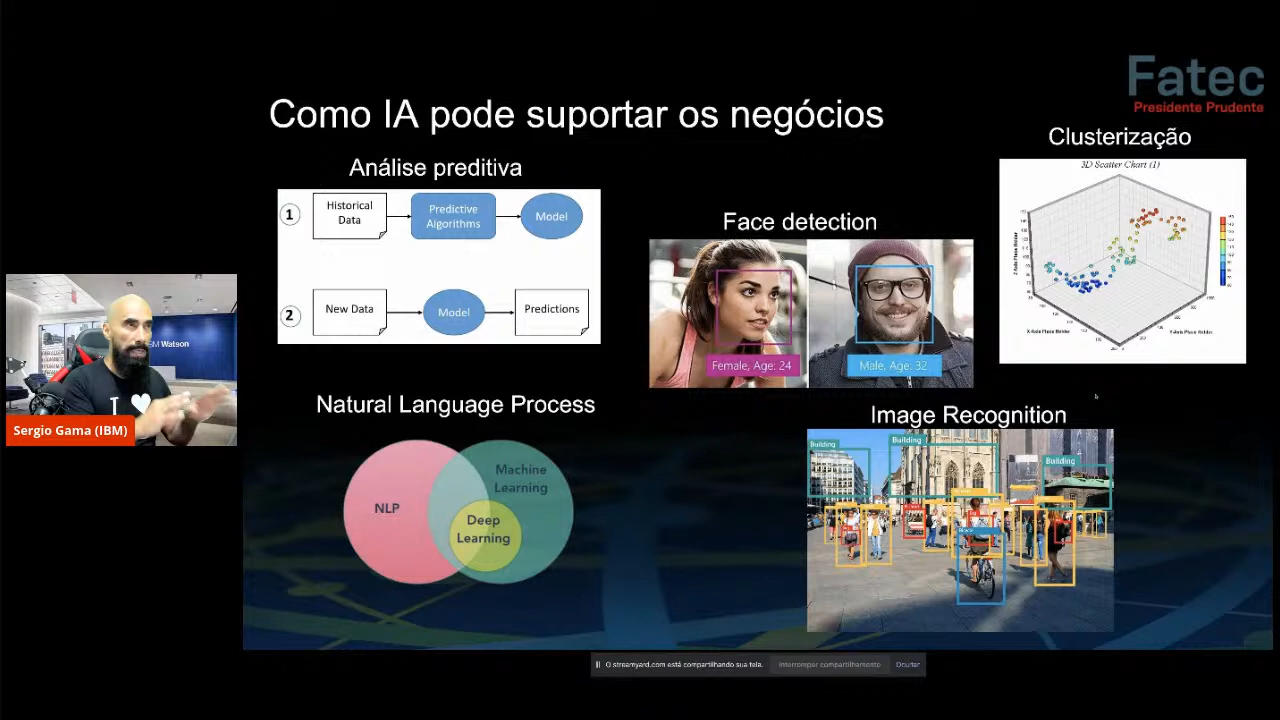 Fatec
Presidente Prudente
Como IA pode suportar os negócios
Análise preditiva
1
Historical
Data
Predictive
Algorithms
Model
2
New Data
Model
Predictions
Face detection
Female, Age: 24
Male, Age: 32
Clusterização
3D Scatter Chart (1)
Watson
I
Sergio Gama (IBM)
Natural Language Process
NLP
Machine
Learning
Deep
Learning
Image Recognition
Building
Building
Building
O streamyard.com está compartilhando sua tela.
Interromper compartilhamento
Ocultar